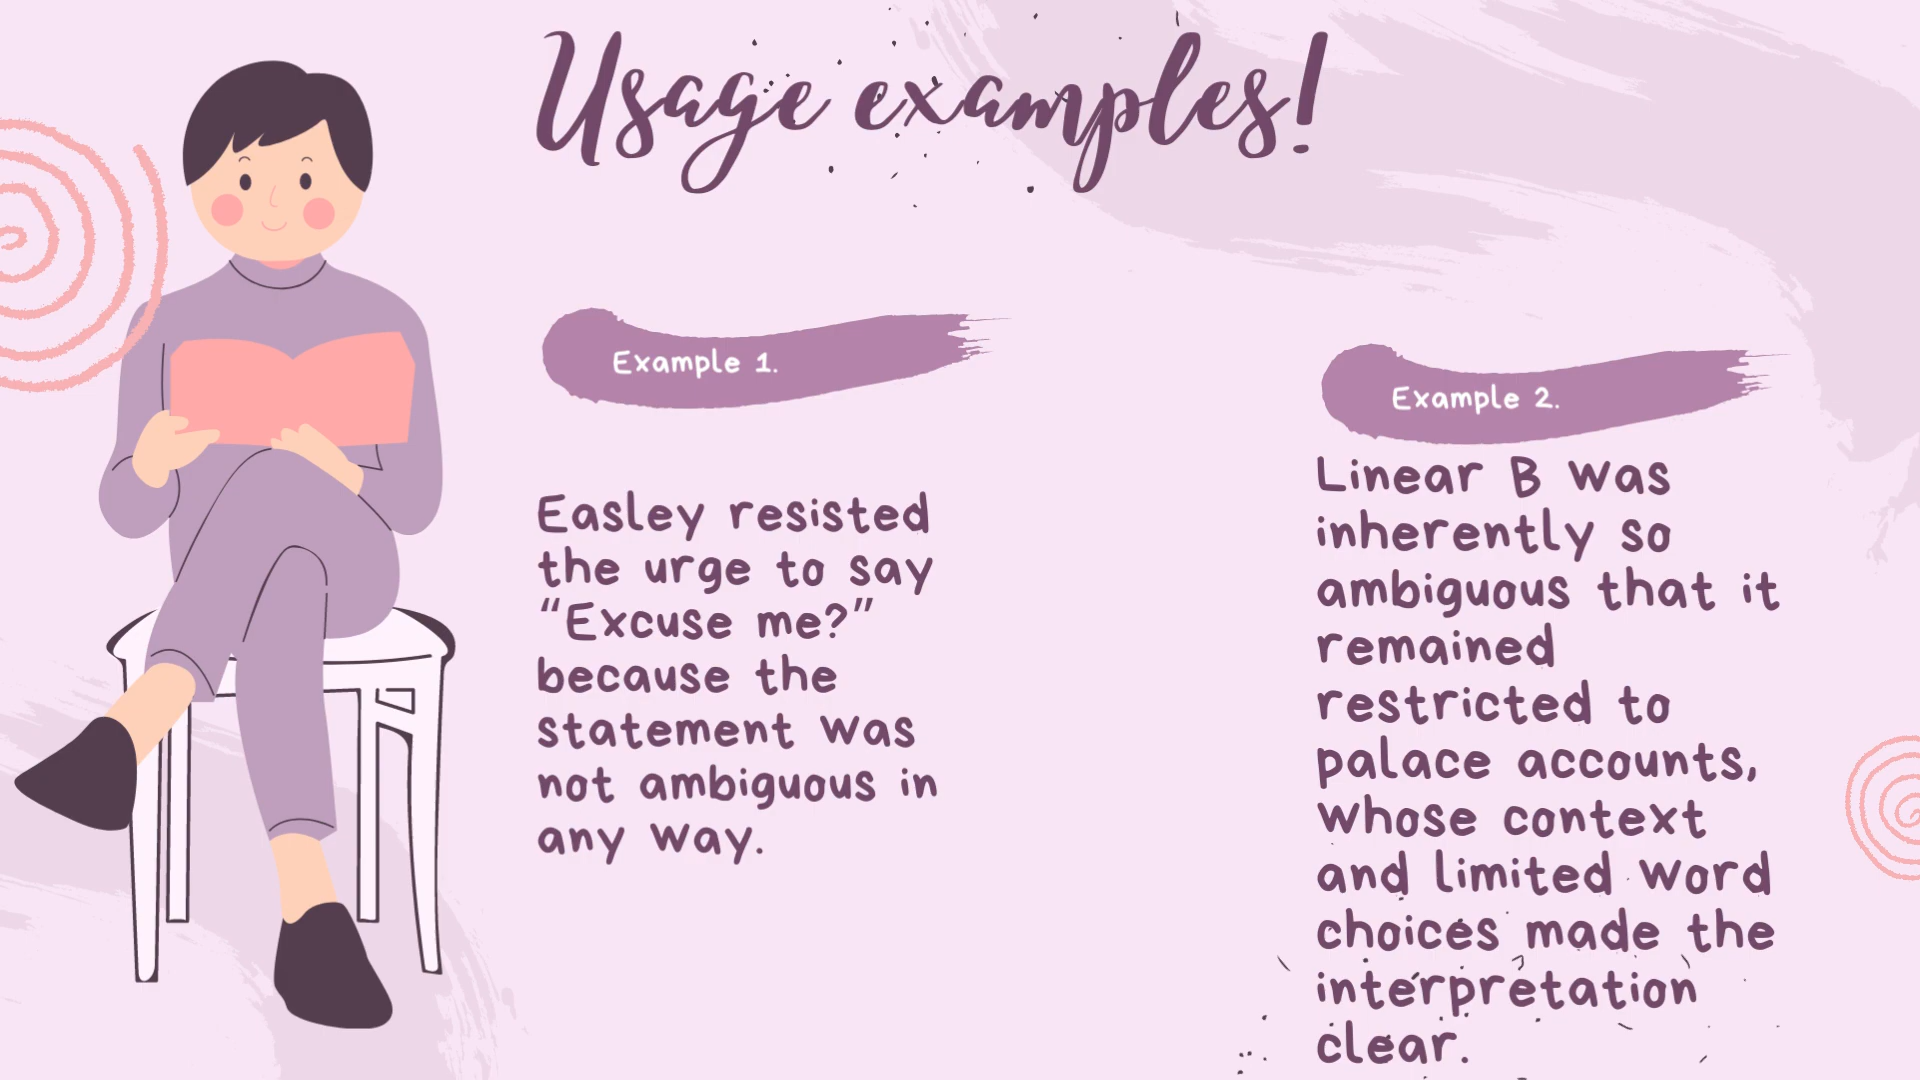 Usage examples!
Example 1.
Easley resisted
the urge to say
“Excuse me?”
because the
statement was
not ambiguous in
any way.
Example 2.
Linear B was
inherently so
ambiguous that it
remained
restricted to
palace accounts,
whose context
and limited word
choices made the
interpretation
clear.